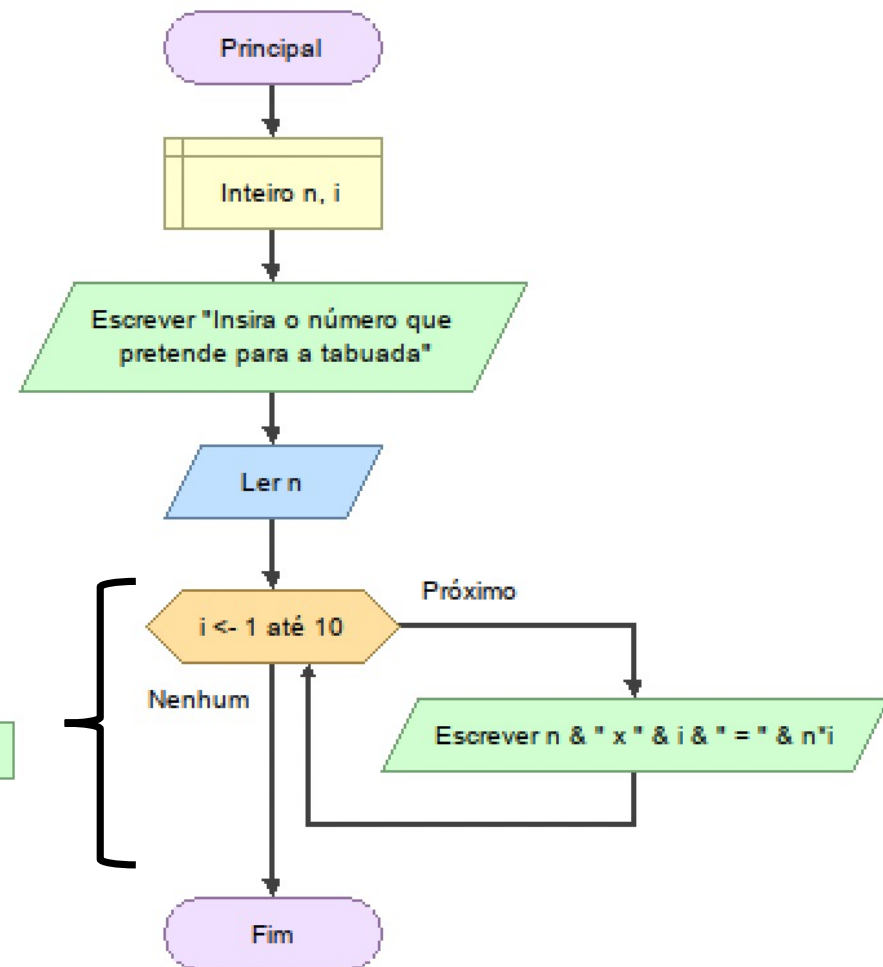 Principal
Inteiro n, i
Escrever "Insira o número que
pretende para a tabuada"
Ler n
i <- 1 até 10
Próximo
Nenhum
Escrever n & " x " & i & " = " & n*i
Fim